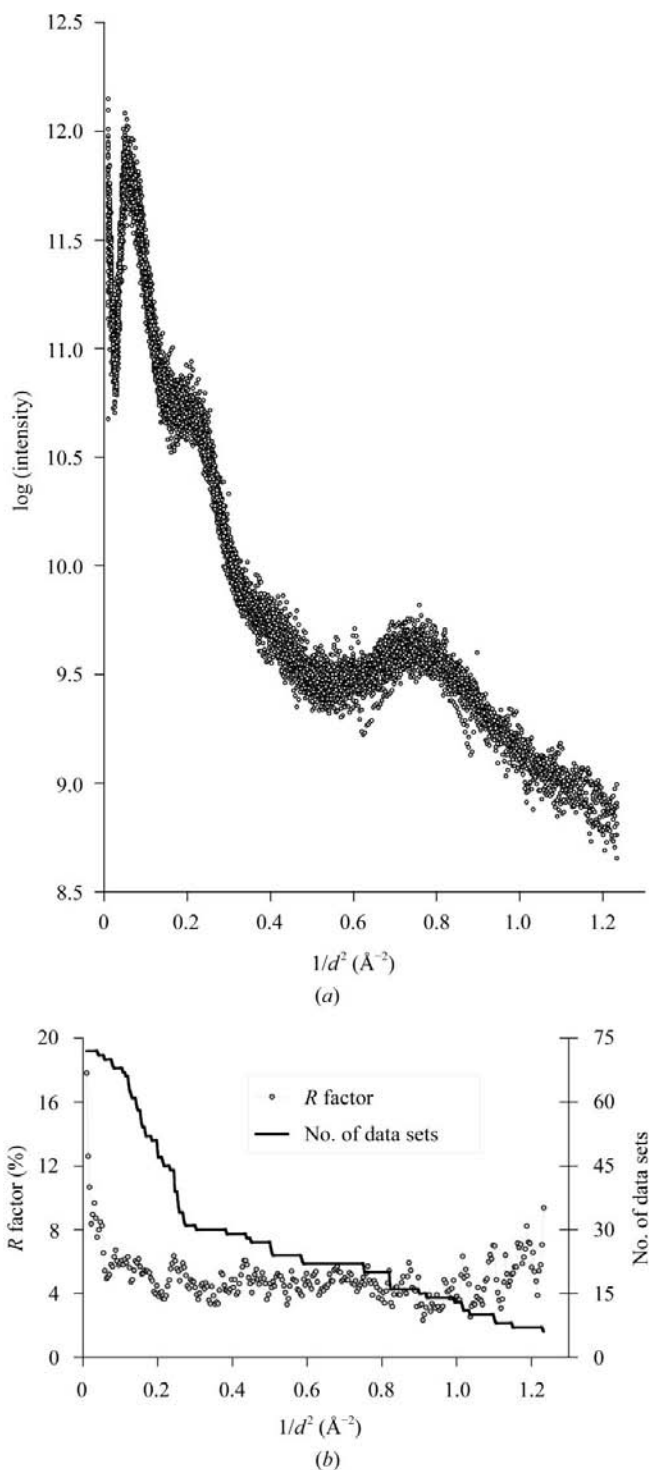 12.5
12.0
11.5
11.0
10.5
10.0
9.5
9.0
8.5
log (intensity)
0 0.2 0.4 0.6 0.8 1.0 1.2
1/d² (Å⁻²)
(a)
20
16
12
8
4
0
R factor (%)
R factor
No. of data sets
75
60
45
30
15
0
No. of data sets
0 0.2 0.4 0.6 0.8 1.0 1.2
1/d² (Å⁻²)
(b)